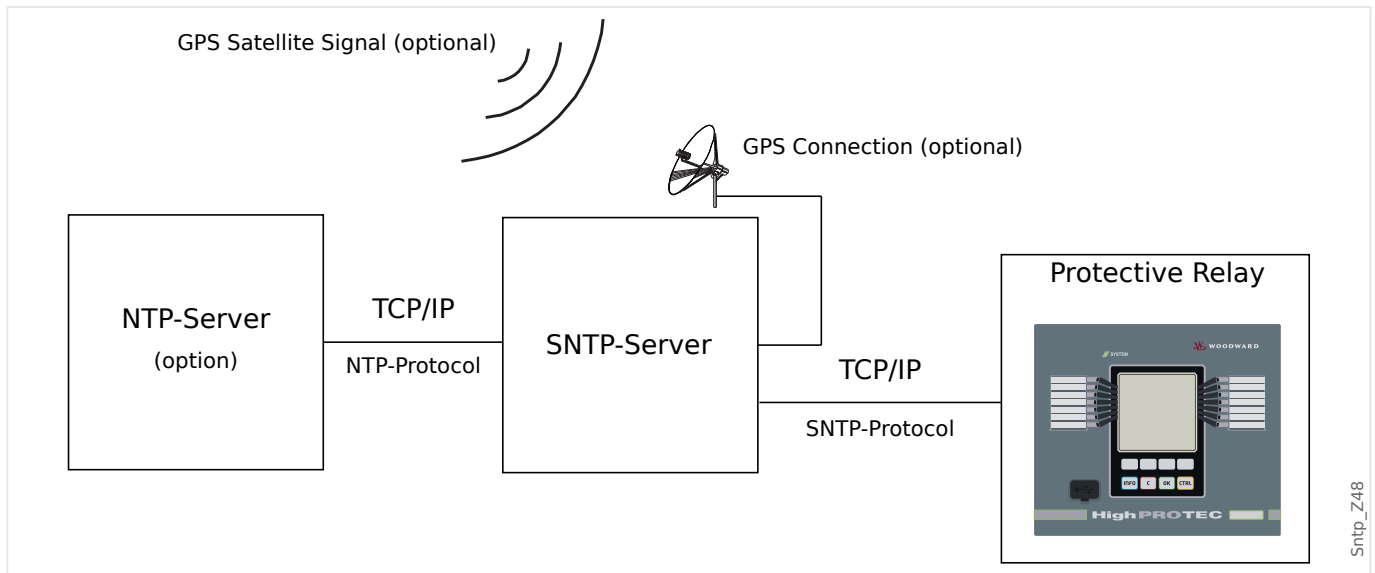 GPS Satellite Signal (optional)
GPS Connection (optional)
NTP-Server
(option)
TCP/IP
NTP-Protocol
SNTP-Server
TCP/IP
SNTP-Protocol
Protective Relay
WOODWARD
SYSTEM
INFO C OK CTRL
HighPROTEC
Sntp_Z48